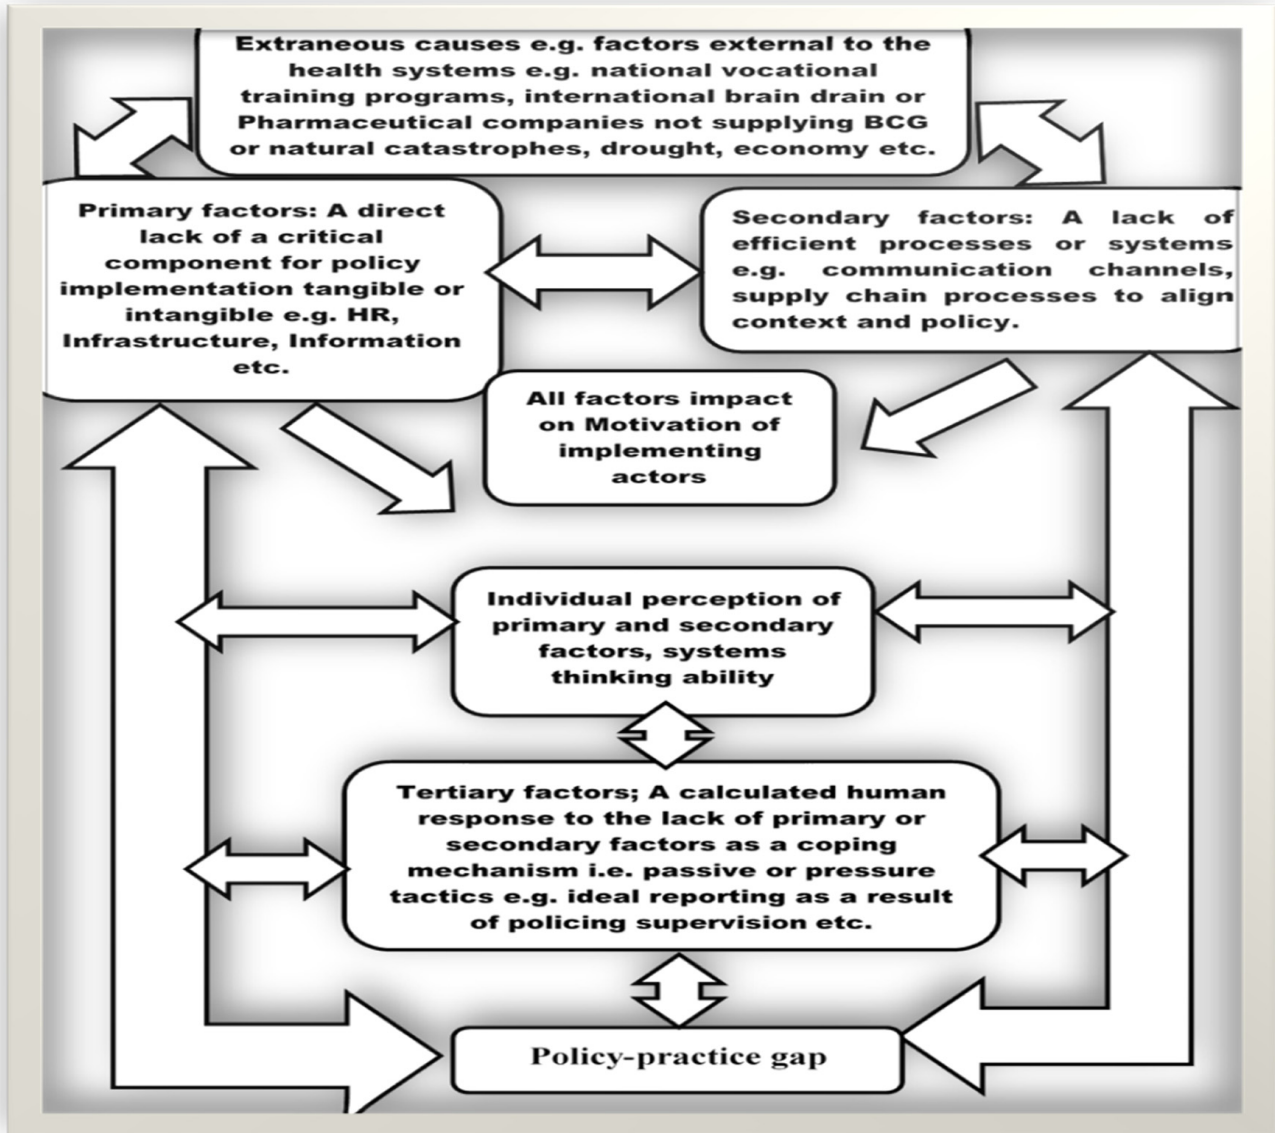 Extraneous causes e.g. factors external to the
health systems e.g. national vocational
training programs, international brain drain or
Pharmaceutical companies not supplying BCG
or natural catastrophes, drought, economy etc.
Primary factors: A direct
lack of a critical
component for policy
implementation tangible or
intangible e.g. HR,
Infrastructure, Information
etc.
Secondary factors: A lack of
efficient processes or systems
e.g. communication channels,
supply chain processes to align
context and policy.
All factors impact
on Motivation of
implementing
actors
Individual perception of
primary and secondary
factors, systems
thinking ability
Tertiary factors; A calculated human
response to the lack of primary or
secondary factors as a coping
mechanism i.e. passive or pressure
tactics e.g. ideal reporting as a result
of policing supervision etc.
Policy-practice gap